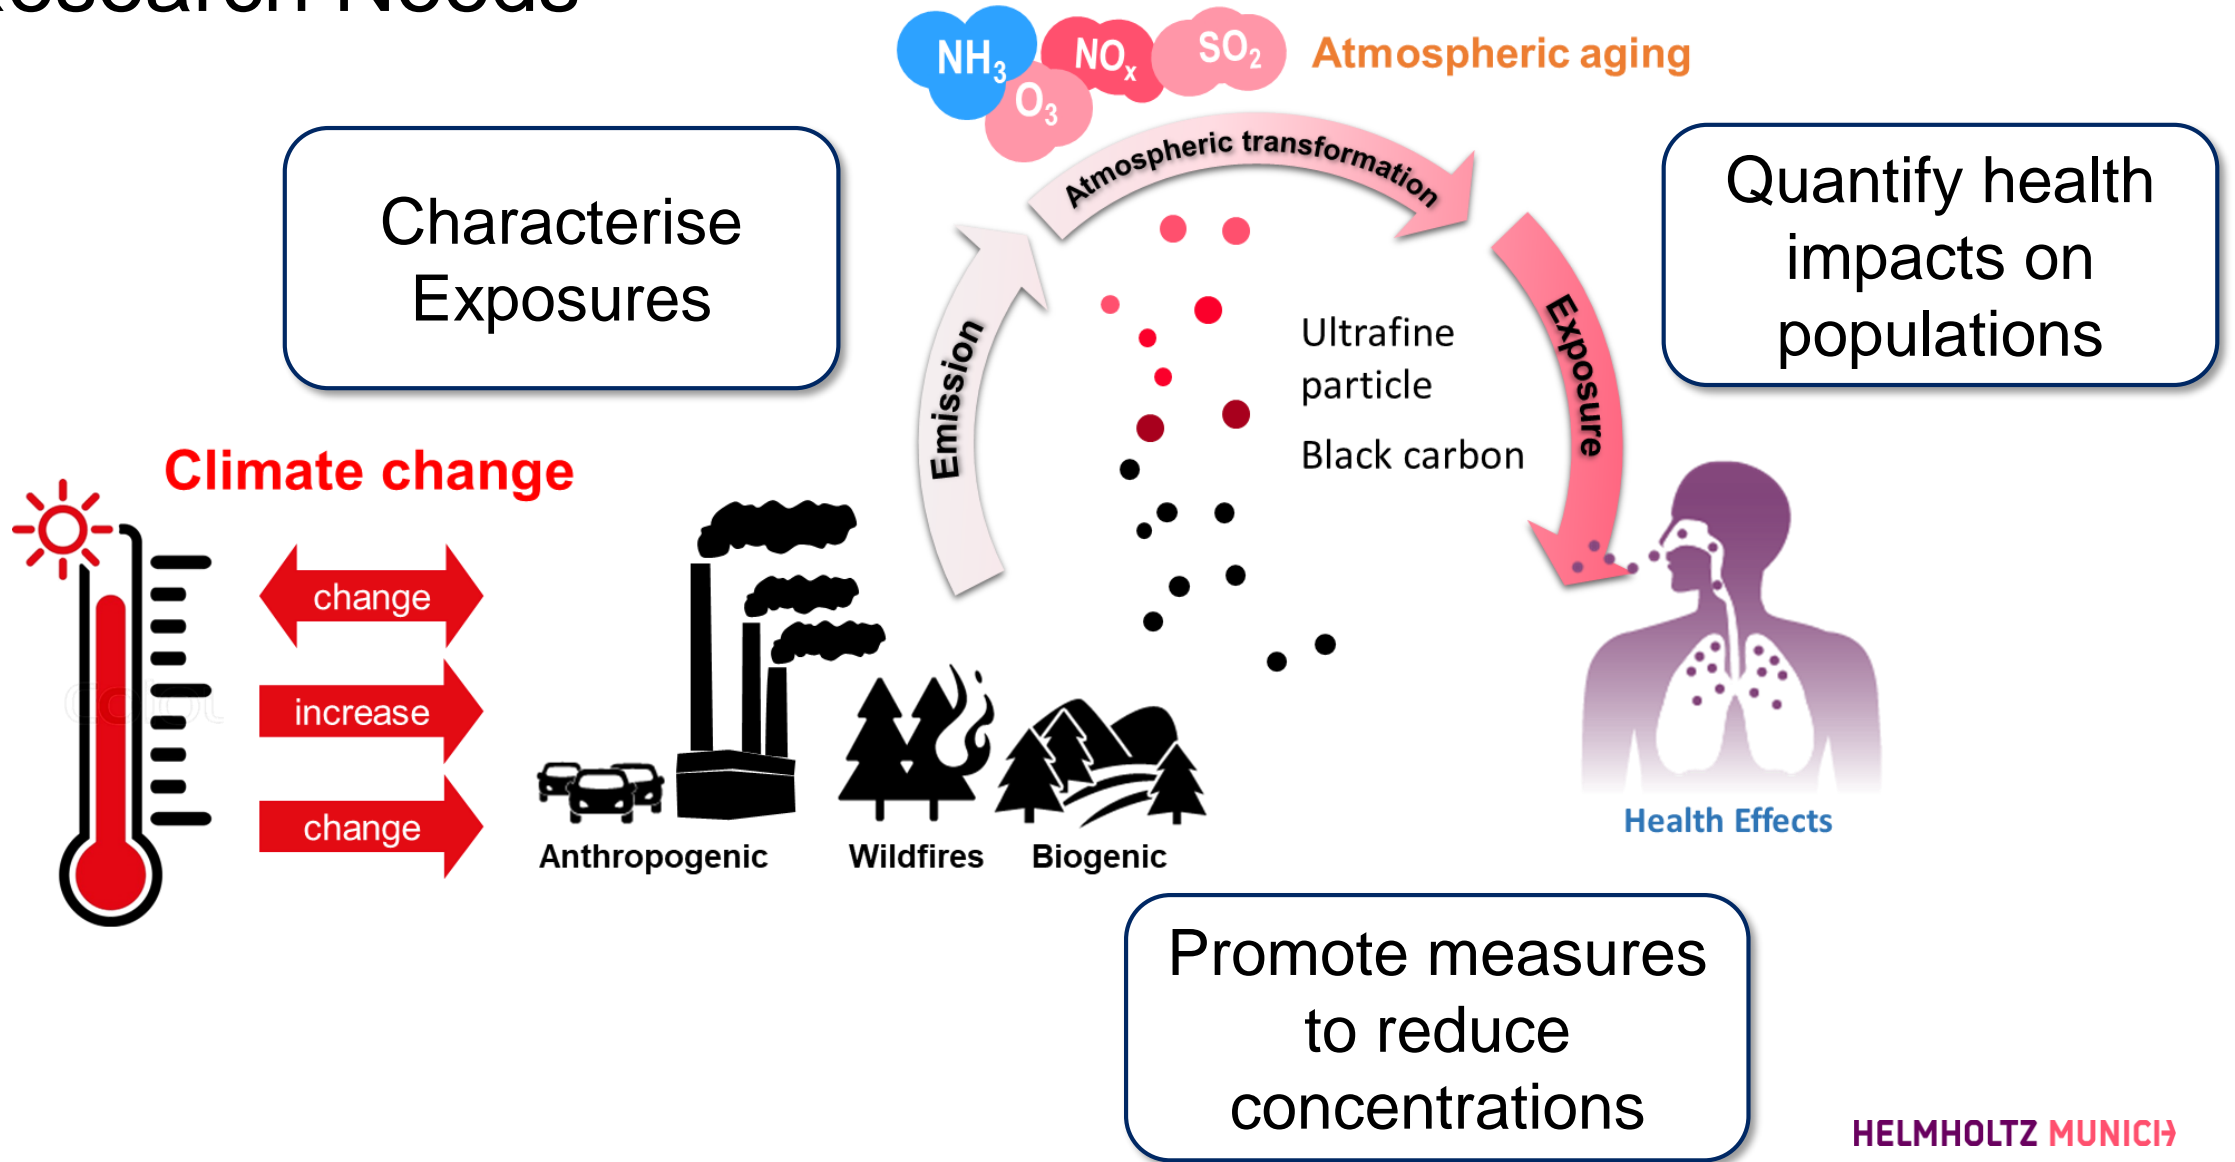 Research Needs
NH3
NOx
SO2
O3
Atmospheric aging
Atmospheric transformation
Characterise
Exposures
Quantify health
impacts on
populations
Emission
Exposure
Ultrafine
particle
Black carbon
Climate change
change
increase
change
Anthropogenic
Wildfires
Biogenic
Health Effects
Promote measures
to reduce
concentrations
HELMHOLTZ MUNICH